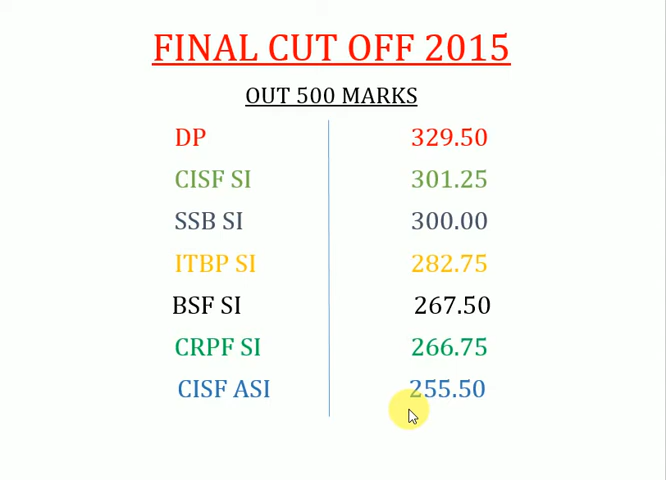 FINAL CUT OFF 2015
OUT 500 MARKS
DP 329.50
CISF SI 301.25
SSB SI 300.00
ITBP SI 282.75
BSF SI 267.50
CRPF SI 266.75
CISF ASI 255.50